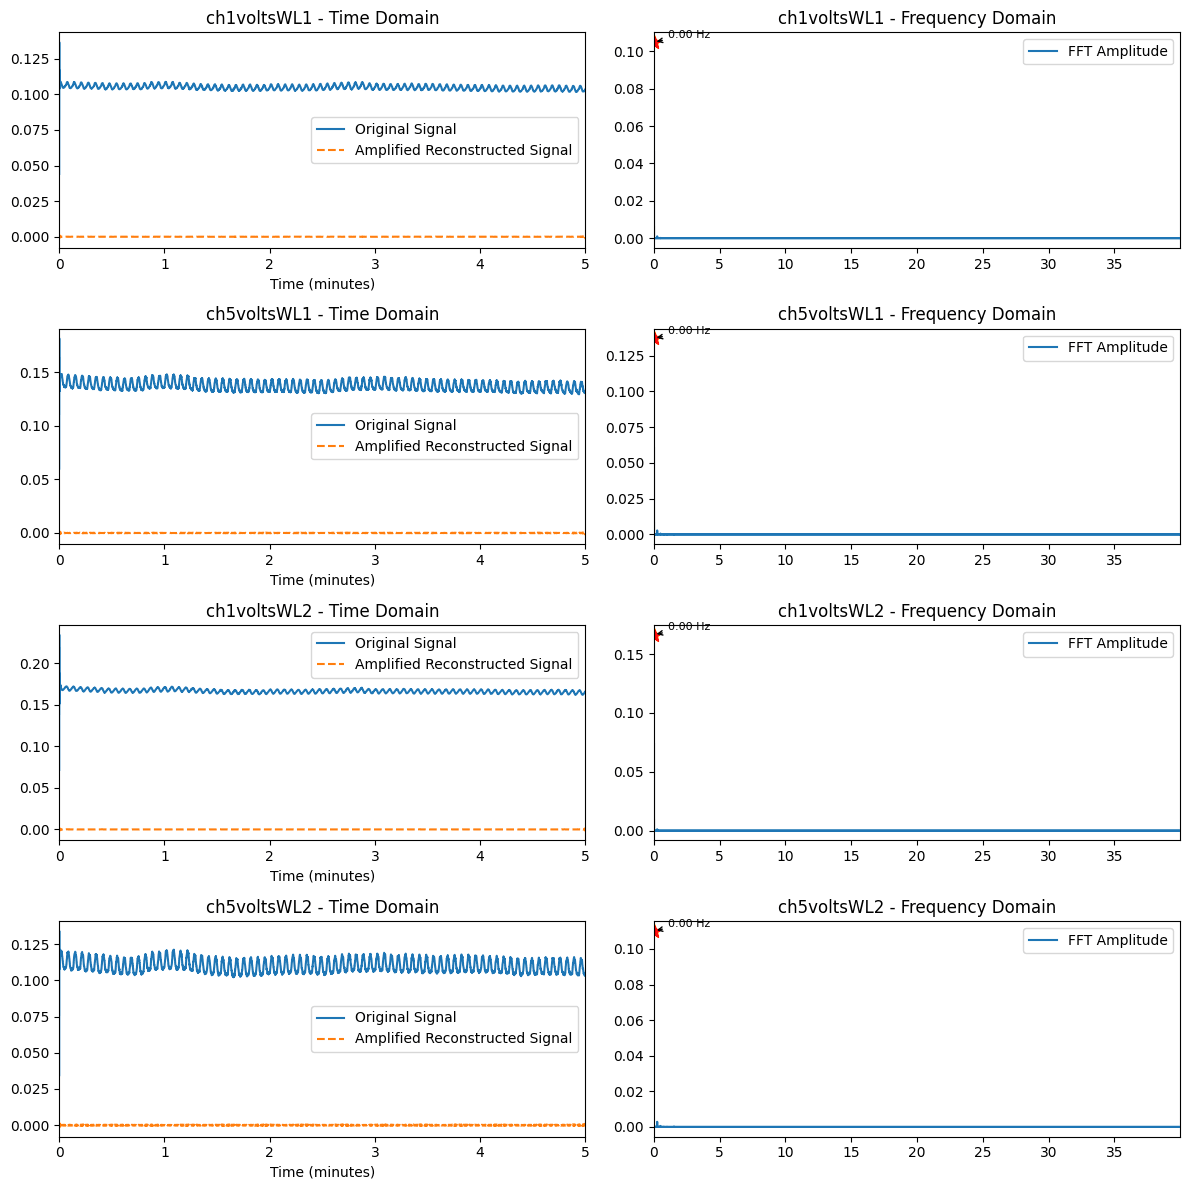 ch1voltsWL1 - Time Domain
0.125
0.100
0.075
0.050
0.025
0.000
Original Signal
Amplified Reconstructed Signal
0 1 2 3 4 5
Time (minutes)
ch1voltsWL1 - Frequency Domain
0.00 Hz
FFT Amplitude
0.10
0.08
0.06
0.04
0.02
0.00
0 5 10 15 20 25 30 35
ch5voltsWL1 - Time Domain
0.15
0.10
0.05
0.00
Original Signal
Amplified Reconstructed Signal
0 1 2 3 4 5
Time (minutes)
ch5voltsWL1 - Frequency Domain
0.00 Hz
FFT Amplitude
0.125
0.100
0.075
0.050
0.025
0.000
0 5 10 15 20 25 30 35
ch1voltsWL2 - Time Domain
Original Signal
Amplified Reconstructed Signal
0.20
0.15
0.10
0.05
0.00
0 1 2 3 4 5
Time (minutes)
ch1voltsWL2 - Frequency Domain
0.00 Hz
FFT Amplitude
0.15
0.10
0.05
0.00
0 5 10 15 20 25 30 35
ch5voltsWL2 - Time Domain
0.125
0.100
0.075
0.050
0.025
0.000
Original Signal
Amplified Reconstructed Signal
0 1 2 3 4 5
Time (minutes)
ch5voltsWL2 - Frequency Domain
0.00 Hz
FFT Amplitude
0.10
0.08
0.06
0.04
0.02
0.00
0 5 10 15 20 25 30 35